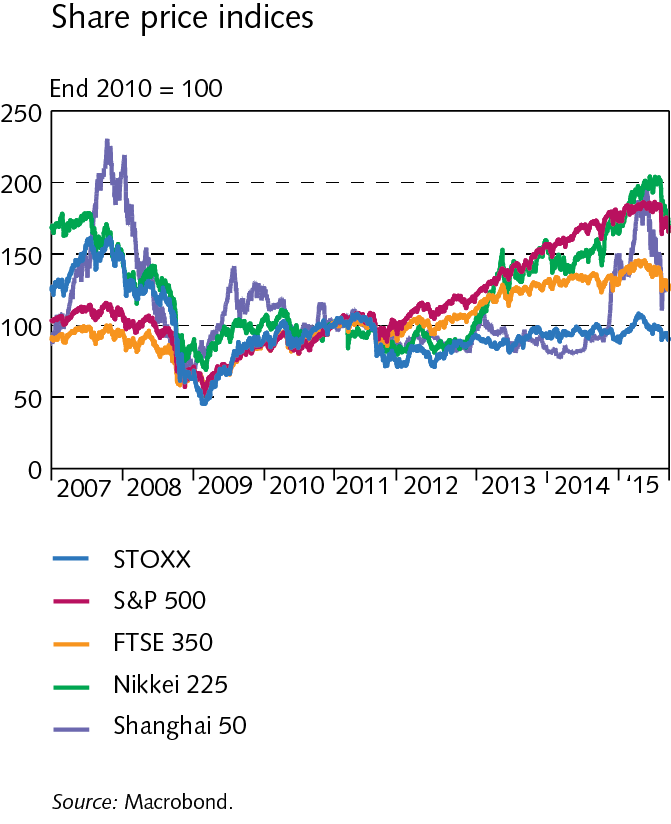 Share price indices
End 2010 = 100
250
200
150
100
50
0
2007 2008 2009 2010 2011 2012 2013 2014 ‘15
STOXX
S&P 500
FTSE 350
Nikkei 225
Shanghai 50
Source: Macrobond.